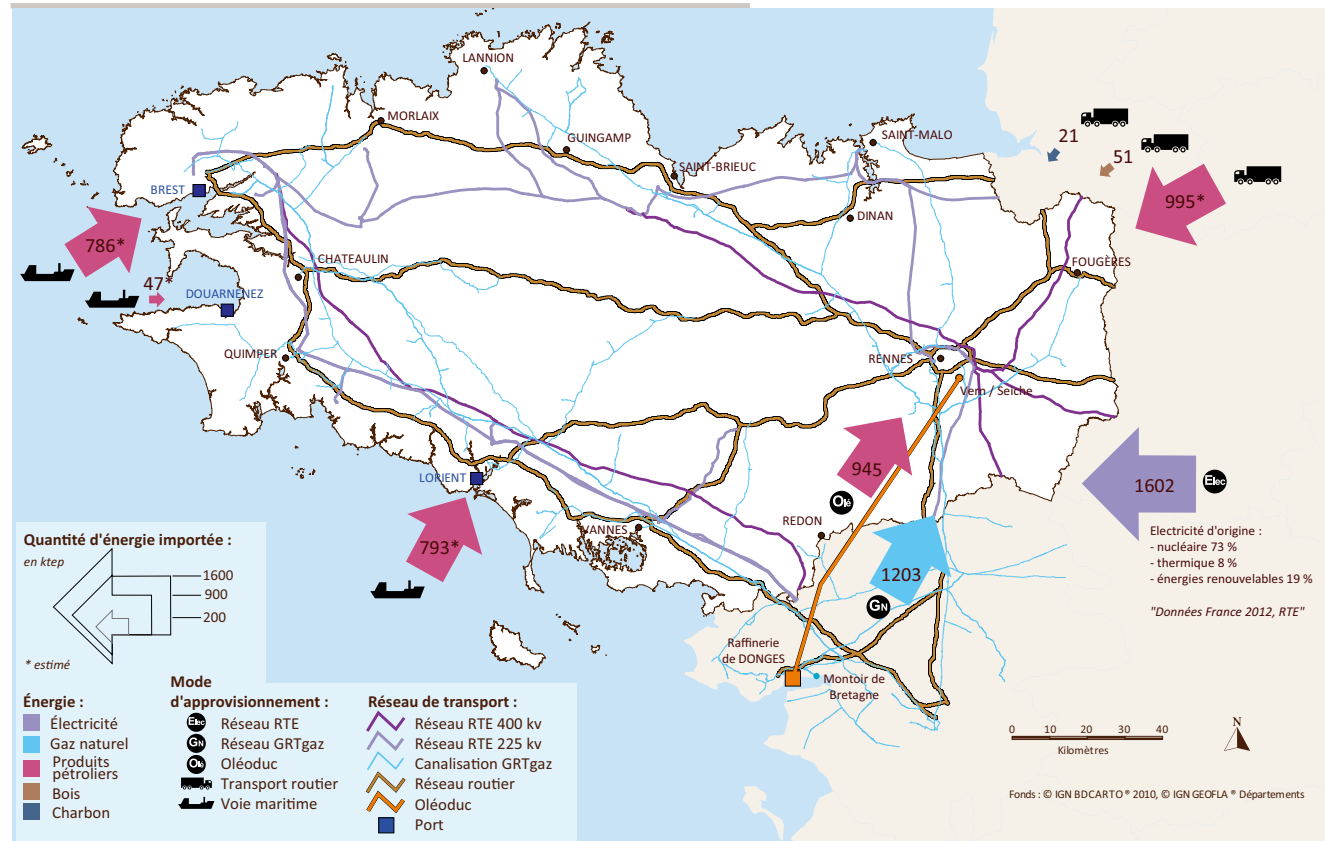 LANNION
MORLAIX
GUINGAMP
SAINT-MALO
SAINT-BRIEUC
21
51
995*
BREST
DINAN
786*
47*
CHATEAULIN
FOUGÈRES
DOUARNENEZ
QUIMPER
RENNES
Vern / Seiche
945
1602
Elec
LORIENT
Olé
REDON
VANNES
793*
1203
GN
Electricité d'origine :
- nucléaire 73 %
- thermique 8 %
- énergies renouvelables 19 %
"Données France 2012, RTE"
Raffinerie
de DONGES
Montoir de
Bretagne
Quantité d'énergie importée :
en ktep
1600
900
200
* estimé
Énergie :
Électricité
Gaz naturel
Produits
pétroliers
Bois
Charbon
Mode
d'approvisionnement :
Elec Réseau RTE
GN Réseau GRTgaz
Olé Oléoduc
Transport routier
Voie maritime
Réseau de transport :
Réseau RTE 400 kv
Réseau RTE 225 kv
Canalisation GRTgaz
Réseau routier
Oléoduc
Port
0 10 20 30 40
Kilomètres
N
Fonds : © IGN BDCARTO ® 2010, © IGN GEOFLA ® Départements